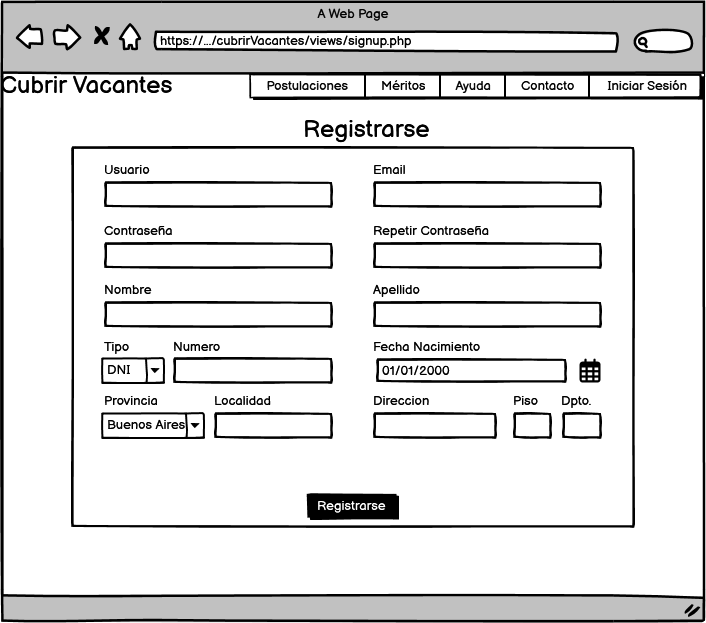 A Web Page
https://.../cubrirVacantes/views/signup.php
Cubrir Vacantes
Postulaciones Méritos Ayuda Contacto Iniciar Sesión
Registrarse
Usuario Email
Contraseña Repetir Contraseña
Nombre Apellido
Tipo Numero Fecha Nacimiento
DNI 01/01/2000
Provincia Localidad Direccion Piso Dpto.
Buenos Aires
Registrarse